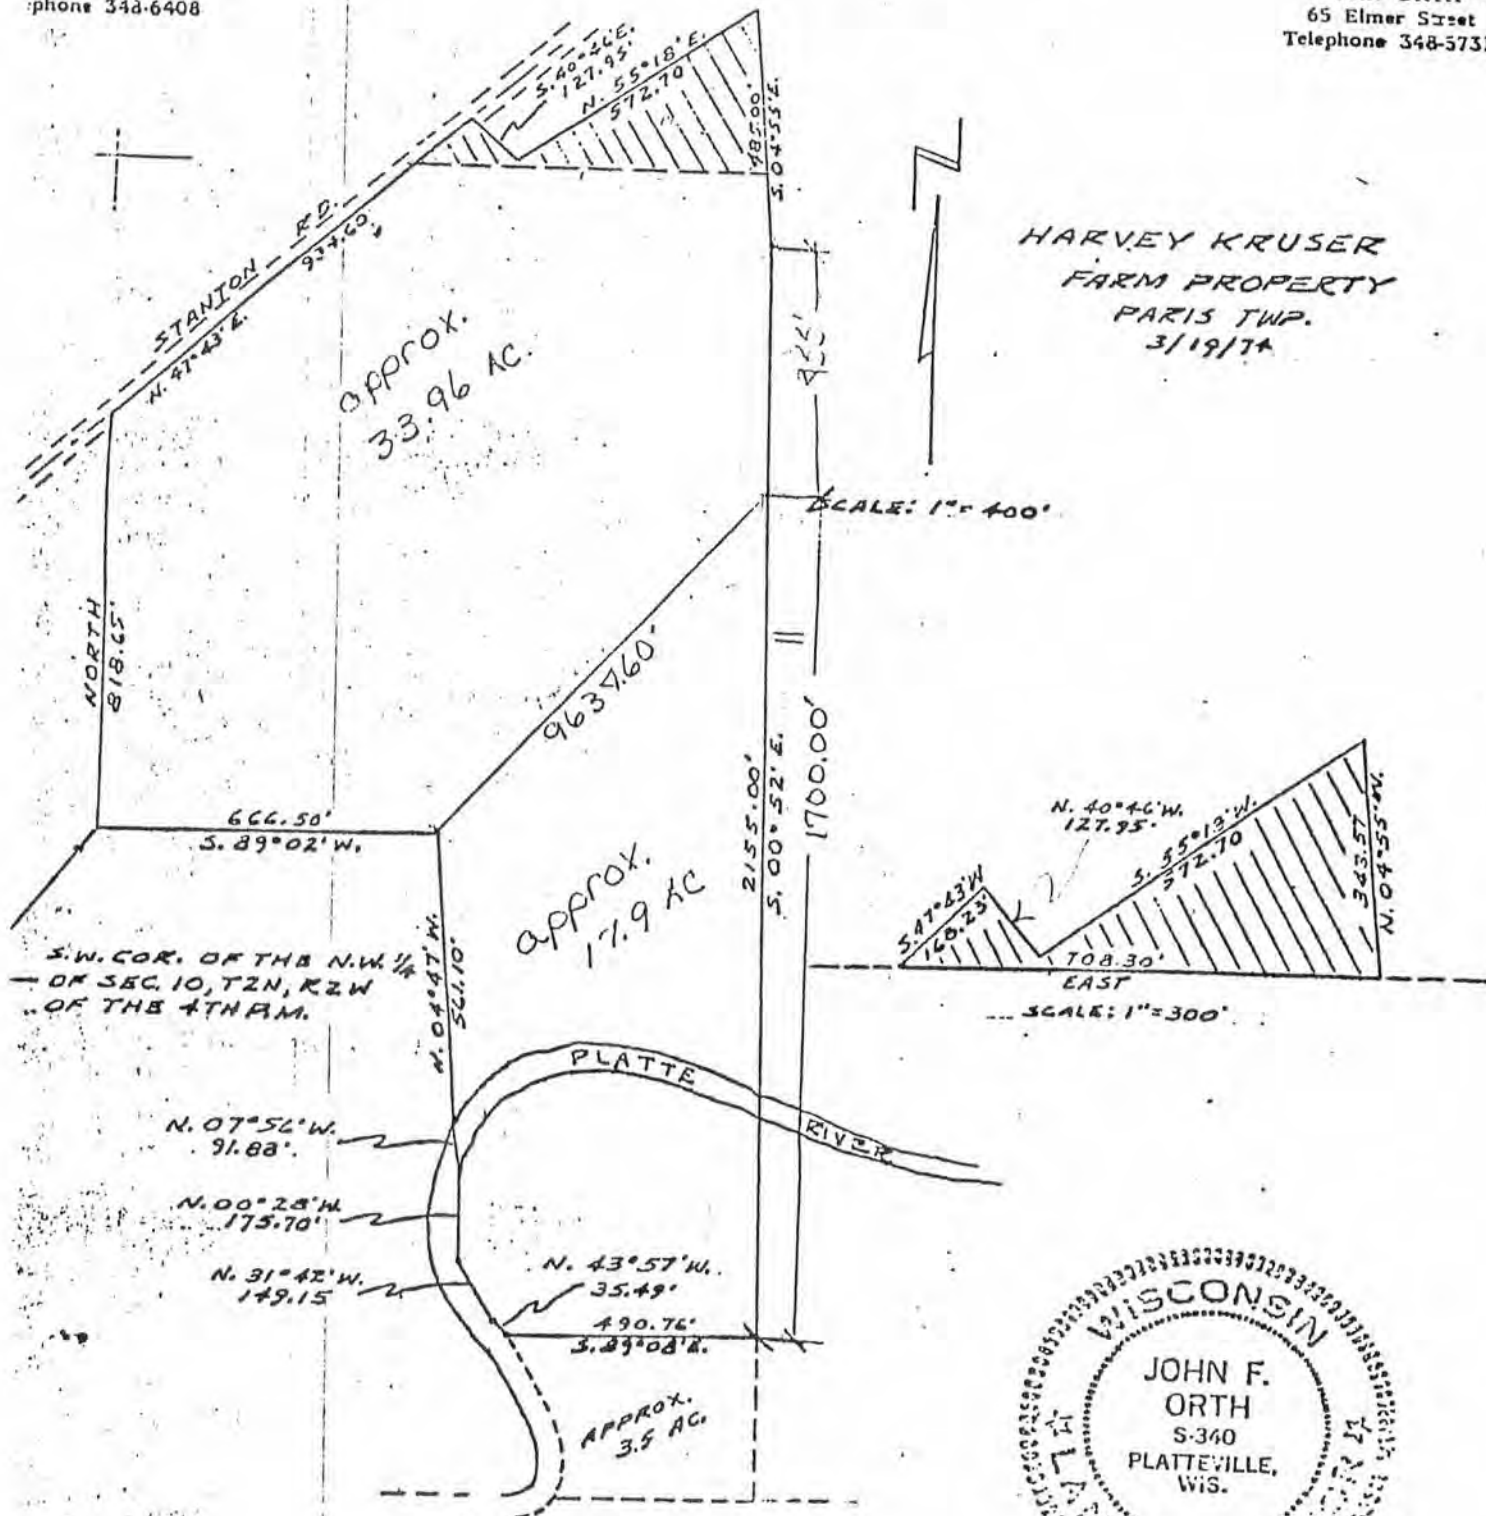 phone 348-6408
65 Elmer Street
Telephone 348-573
S. 40°46'E.
127.95'
N. 55°18'E.
572.70
485.00'
S. 04°55'E.
STANTON RD.
934.60'
N. 47°43'E.
HARVEY KRUSER
FARM PROPERTY
PARIS TWP.
3/19/74
approx.
33.96 AC.
SCALE: 1"=400'
NORTH
818.65'
2155.00'
S. 00°52'E.
1700.00'
666.50'
S. 89°02'W.
approx.
17.9 AC
N. 40°46'W.
127.95'
S. 55°13'W.
572.70
S. 47°43'W
168.23'
343.57
708.30'
EAST
SCALE: 1"=300'
S.W. COR. OF THE N.W. 1/4
OF SEC. 10, T2N, R2W
OF THE 4TH P.M.
N. 04°47'W.
561.10'
PLATTE
RIVER
N. 07°56'W.
91.88'
N. 00°28'W.
175.70'
N. 31°42'W.
149.15
N. 43°57'W.
35.49'
490.76'
S. 89°08'E.
APPROX.
3.5 AC.
WISCONSIN
JOHN F.
ORTH
S-340
PLATTEVILLE,
WIS.